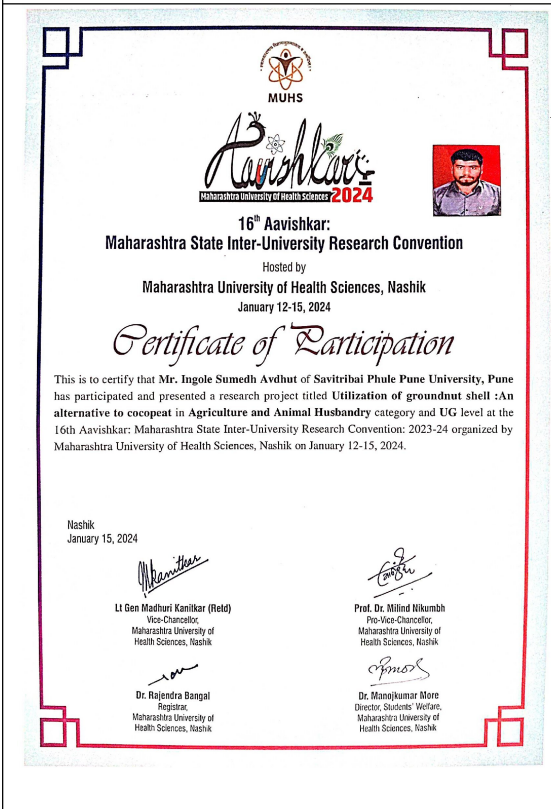 MUHS
Aavishkar
Maharashtra University Of Health Sciences 2024
16th Aavishkar:
Maharashtra State Inter-University Research Convention
Hosted by
Maharashtra University of Health Sciences, Nashik
January 12-15, 2024
Certificate of Participation
This is to certify that Mr. Ingole Sumedh Avdhut of Savitribai Phule Pune University, Pune
has participated and presented a research project titled Utilization of groundnut shell :An
alternative to cocopeat in Agriculture and Animal Husbandry category and UG level at the
16th Aavishkar: Maharashtra State Inter-University Research Convention: 2023-24 organized by
Maharashtra University of Health Sciences, Nashik on January 12-15, 2024.
Nashik
January 15, 2024
Mkanitkar
Lt Gen Madhuri Kanitkar (Retd)
Vice-Chancellor,
Maharashtra University of
Health Sciences, Nashik
Prof. Dr. Milind Nikumbh
Pro-Vice-Chancellor,
Maharashtra University of
Health Sciences, Nashik
Dr. Rajendra Bangal
Registrar,
Maharashtra University of
Health Sciences, Nashik
Dr. Manojkumar More
Director, Students' Welfare,
Maharashtra University of
Health Sciences, Nashik